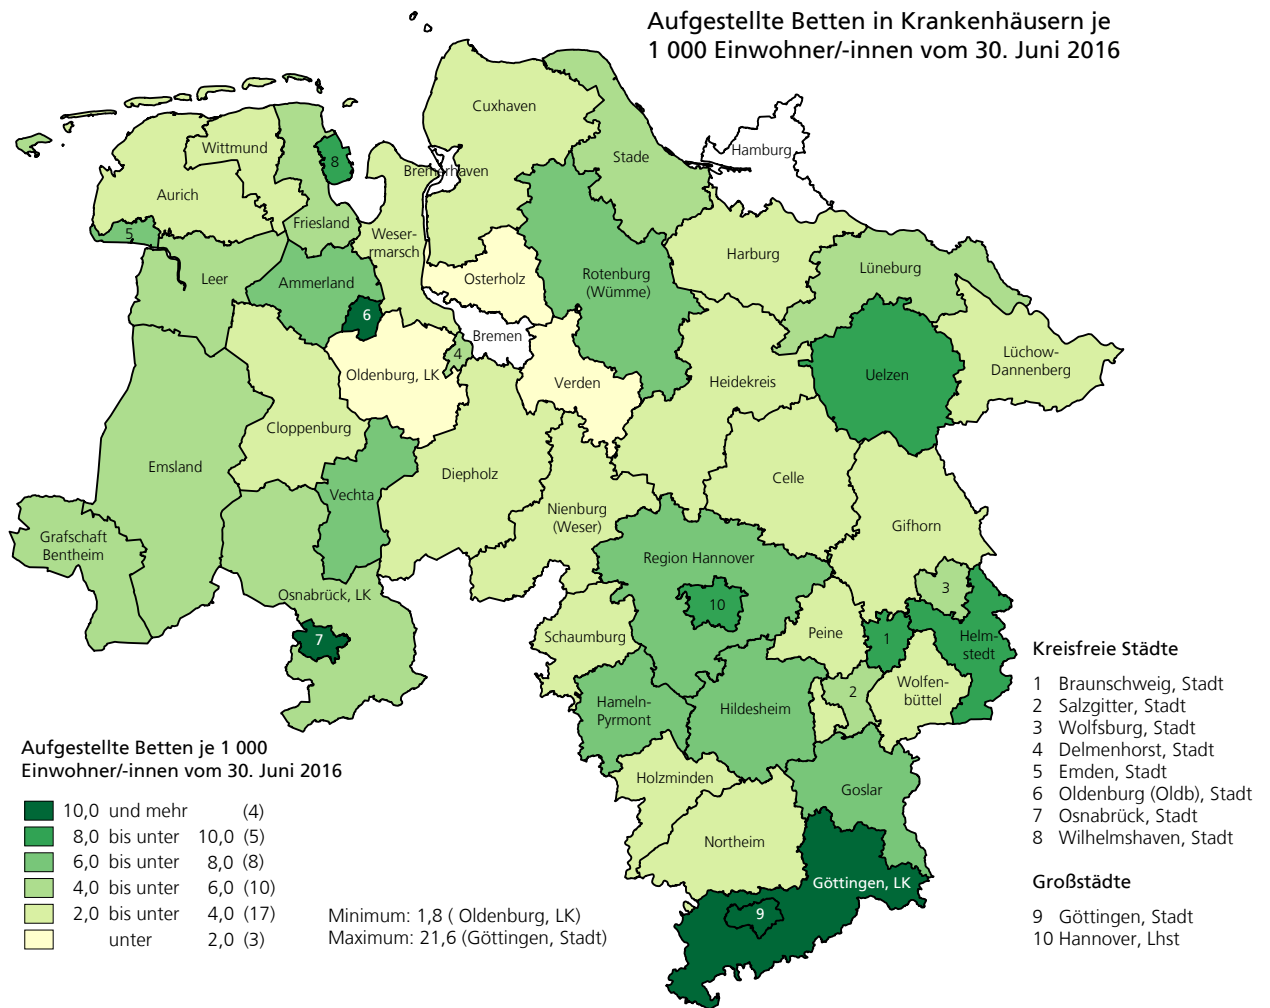 Aufgestellte Betten in Krankenhäusern je
1 000 Einwohner/-innen vom 30. Juni 2016
Cuxhaven
Hamburg
Stade
Wittmund
8
Bremerhaven
Aurich
Friesland
5
Weser-
marsch
Harburg
Lüneburg
Leer
Ammerland
Osterholz
Rotenburg
(Wümme)
6
Bremen
4
Lüchow-
Dannenberg
Oldenburg, LK
Verden
Heidekreis
Uelzen
Cloppenburg
Emsland
Diepholz
Celle
Vechta
Nienburg
(Weser)
Gifhorn
Grafschaft
Bentheim
Region Hannover
3
Osnabrück, LK
10
7
Schaumburg
Peine
1
Helm-
stedt
Wolfen-
büttel
2
Hameln-
Pyrmont
Hildesheim
Holzminden
Goslar
Northeim
Göttingen, LK
9
Kreisfreie Städte
1 Braunschweig, Stadt
2 Salzgitter, Stadt
3 Wolfsburg, Stadt
4 Delmenhorst, Stadt
5 Emden, Stadt
6 Oldenburg (Oldb), Stadt
7 Osnabrück, Stadt
8 Wilhelmshaven, Stadt
Großstädte
9 Göttingen, Stadt
10 Hannover, Lhst
Aufgestellte Betten je 1 000
Einwohner/-innen vom 30. Juni 2016
10,0 und mehr (4)
8,0 bis unter 10,0 (5)
6,0 bis unter 8,0 (8)
4,0 bis unter 6,0 (10)
2,0 bis unter 4,0 (17)
unter 2,0 (3)
Minimum: 1,8 ( Oldenburg, LK)
Maximum: 21,6 (Göttingen, Stadt)